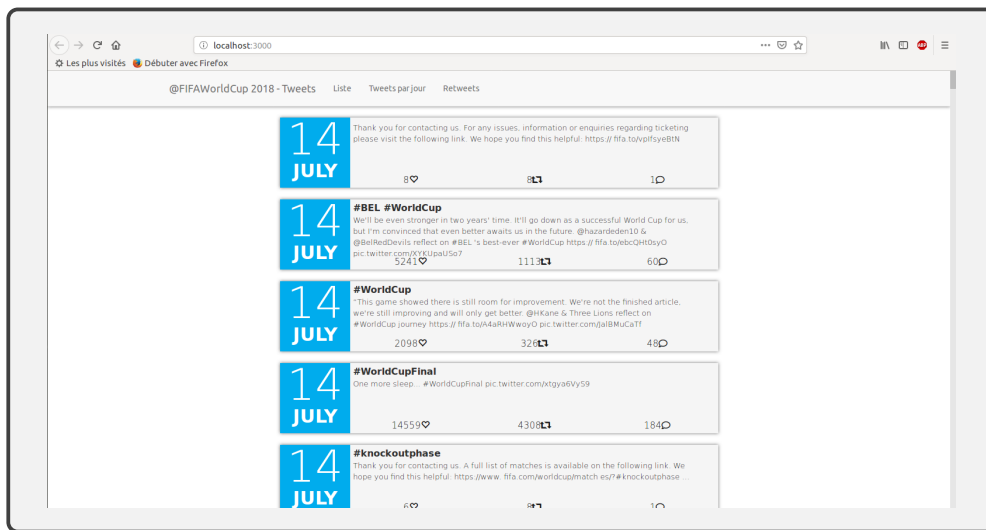 localhost:3000
Les plus visités Débuter avec Firefox
@FIFAWorldCup 2018 - Tweets Liste Tweets par jour Retweets
14
JULY
Thank you for contacting us. For any issues, information or enquiries regarding ticketing
please visit the following link. We hope you find this helpful: https:// fifa.to/vplfsyeBtN
8 8 1
14
JULY
#BEL #WorldCup
We'll be even stronger in two years' time. It'll go down as a successful World Cup for us,
but I'm convinced that even better awaits us in the future. @hazardeden10 &
@BelRedDevils reflect on #BEL 's best-ever #WorldCup https:// fifa.to/ebcQHt0syO
pic.twitter.com/XYKUpaUSo7
5241 1113 60
14
JULY
#WorldCup
"This game showed there is still room for improvement. We're not the finished article,
we're still improving and will only get better. @HKane & Three Lions reflect on
#WorldCup journey https:// fifa.to/A4aRHWwoyO pic.twitter.com/JalBMuCaTf
2098 326 48
14
JULY
#WorldCupFinal
One more sleep... #WorldCupFinal pic.twitter.com/xtgya6VyS9
14559 4308 184
14
JULY
#knockoutphase
Thank you for contacting us. A full list of matches is available on the following link. We
hope you find this helpful: https://www. fifa.com/worldcup/match es/?#knockoutphase ...
6 8 1
ABP